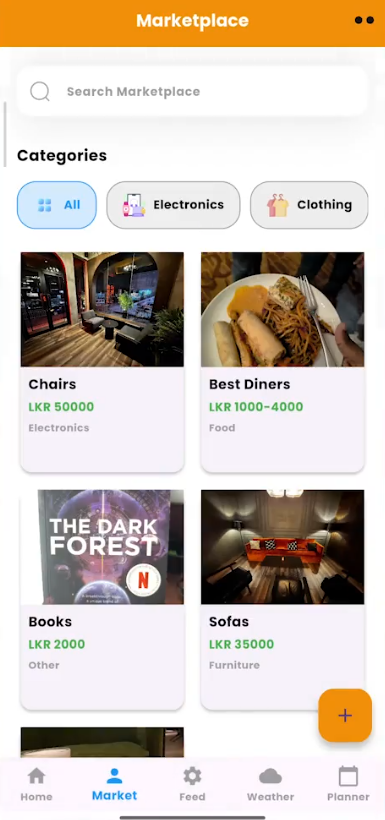 Marketplace
Search Marketplace
Categories
All
Electronics
Clothing
Chairs
LKR 50000
Electronics
Best Diners
LKR 1000-4000
Food
THE DARK
FOREST
N
Books
LKR 2000
Other
Sofas
LKR 35000
Furniture
+
Home
Market
Feed
Weather
Planner